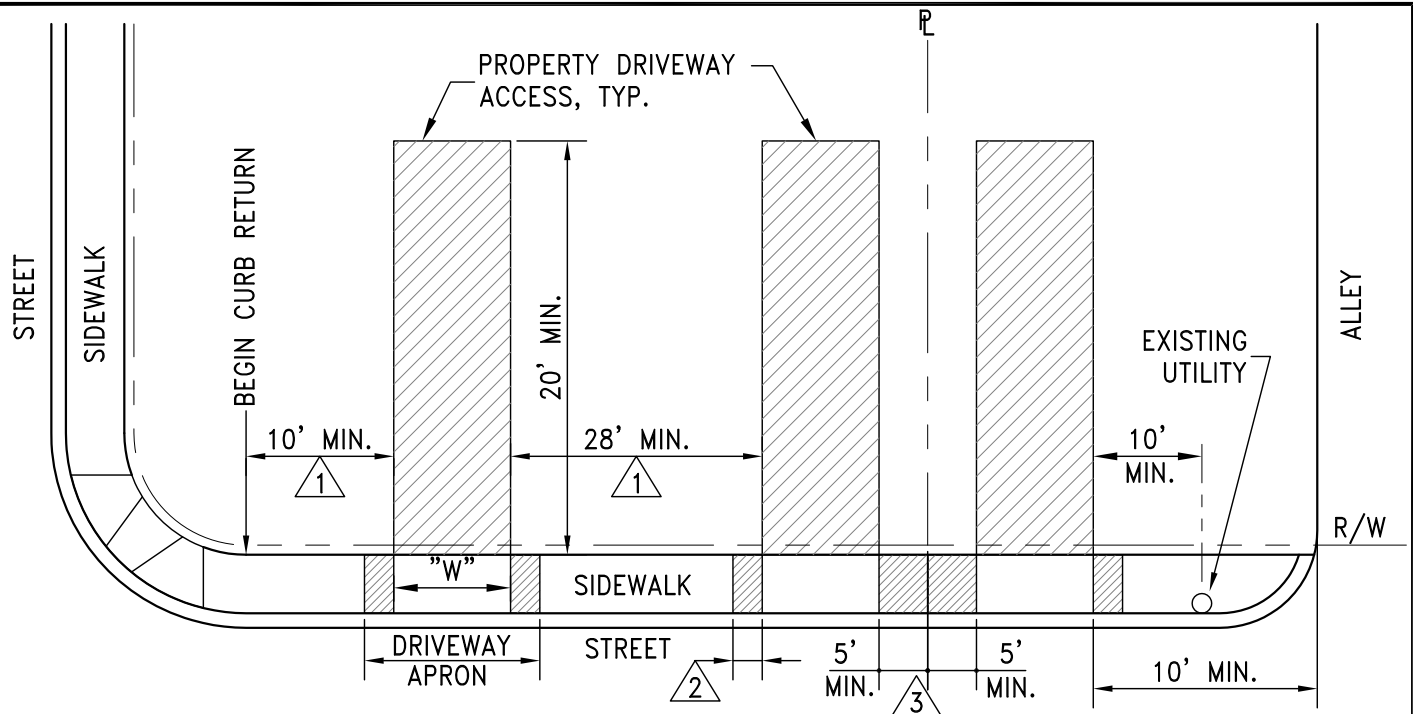 PL
PROPERTY DRIVEWAY
ACCESS, TYP.
STREET
SIDEWALK
BEGIN CURB RETURN
20' MIN.
ALLEY
EXISTING
UTILITY
10' MIN.
1
28' MIN.
1
10'
MIN.
R/W
"W"
SIDEWALK
DRIVEWAY
APRON
STREET
2
5'
MIN.
3
5'
MIN.
10' MIN.